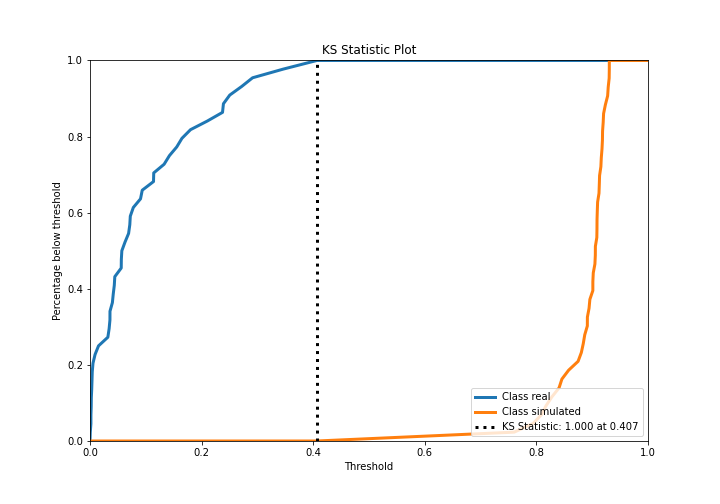 KS Statistic Plot
Percentage below threshold
1.0
0.8
0.6
0.4
0.2
0.0
0.0 0.2 0.4 0.6 0.8 1.0
Threshold
Class real
Class simulated
KS Statistic: 1.000 at 0.407